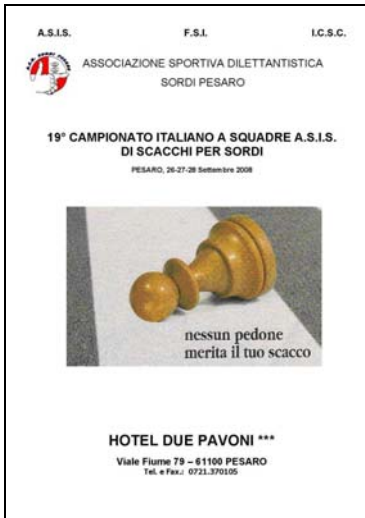 A.S.I.S. F.S.I. I.C.S.C.
ASSOCIAZIONE SPORTIVA DILETTANTISTICA
SORDI PESARO
19° CAMPIONATO ITALIANO A SQUADRE A.S.I.S.
DI SCACCHI PER SORDI
PESARO, 26-27-28 Settembre 2008
nessun pedone
merita il tuo scacco
HOTEL DUE PAVONI ***
Viale Fiume 79 – 61100 PESARO
Tel. e Fax.: 0721.370105